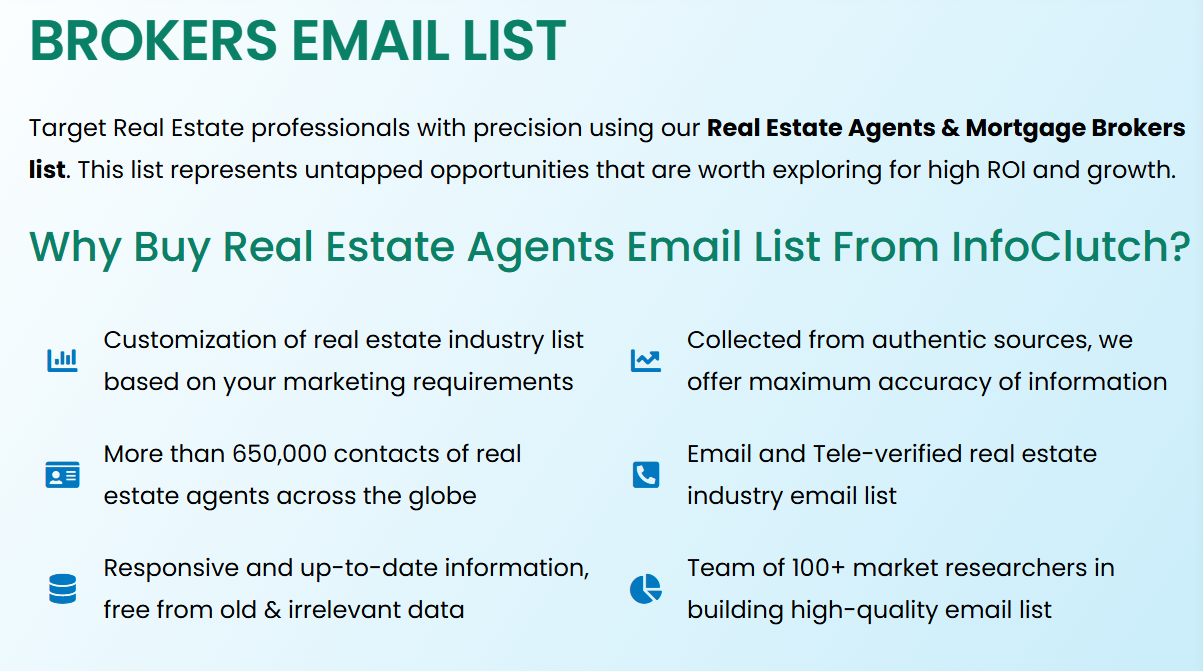 BROKERS EMAIL LIST
Target Real Estate professionals with precision using our Real Estate Agents & Mortgage Brokers
list. This list represents untapped opportunities that are worth exploring for high ROI and growth.
Why Buy Real Estate Agents Email List From InfoClutch?
Customization of real estate industry list
based on your marketing requirements
Collected from authentic sources, we
offer maximum accuracy of information
More than 650,000 contacts of real
estate agents across the globe
Email and Tele-verified real estate
industry email list
Responsive and up-to-date information,
free from old & irrelevant data
Team of 100+ market researchers in
building high-quality email list